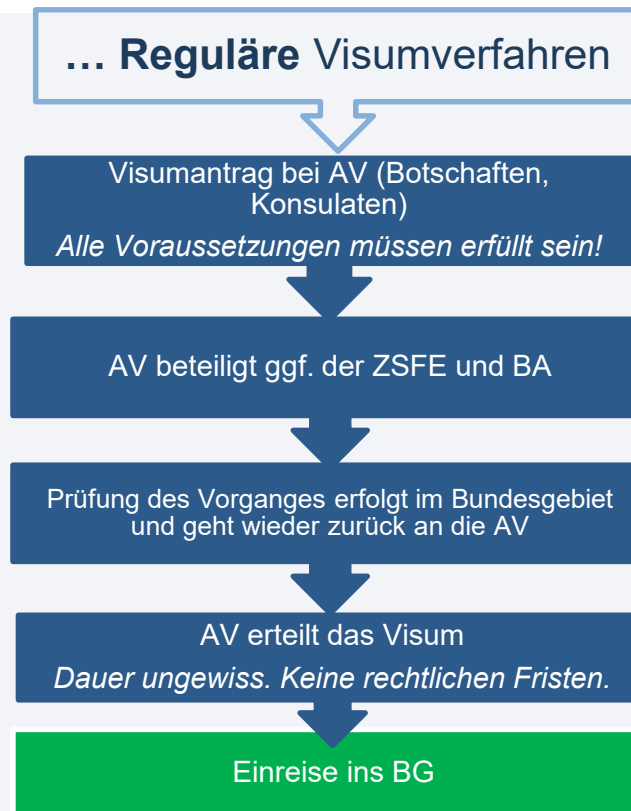 ... Reguläre Visumverfahren
Visumantrag bei AV (Botschaften,
Konsulaten)
Alle Voraussetzungen müssen erfüllt sein!
AV beteiligt ggf. der ZSFE und BA
Prüfung des Vorganges erfolgt im Bundesgebiet
und geht wieder zurück an die AV
AV erteilt das Visum
Dauer ungewiss. Keine rechtlichen Fristen.
Einreise ins BG